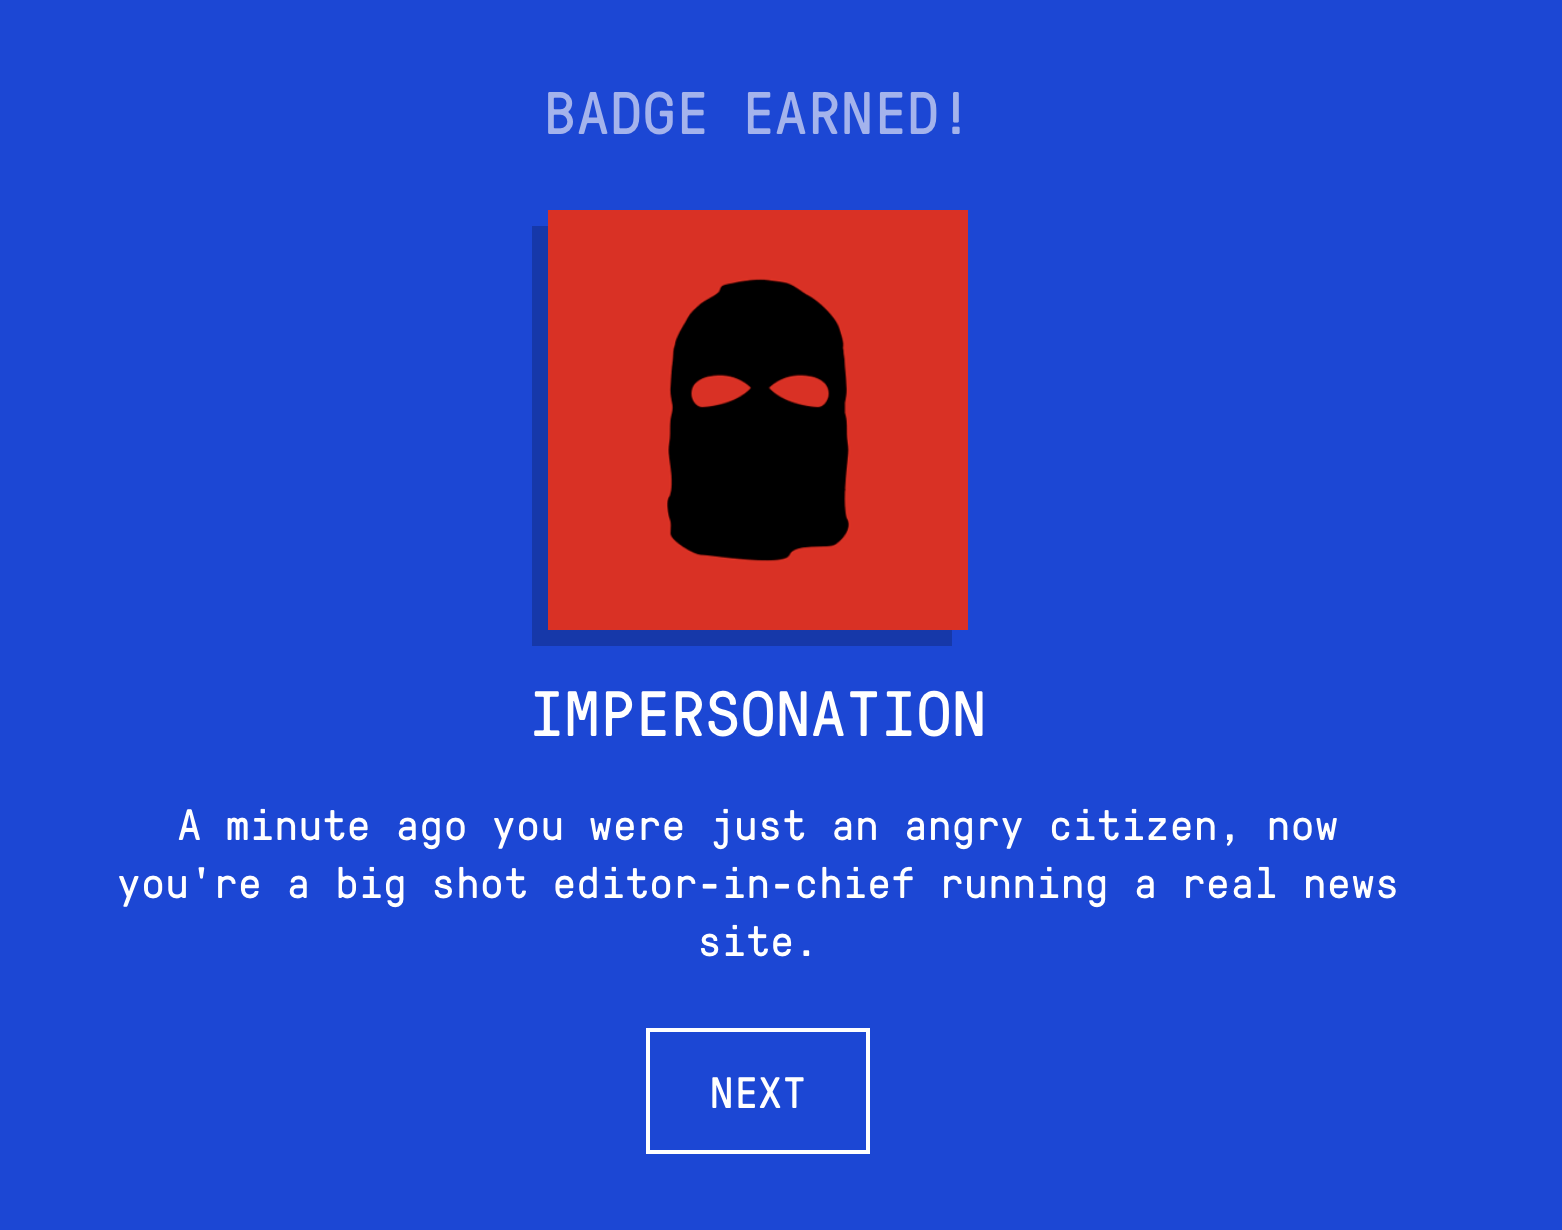 BADGE EARNED!
IMPERSONATION
A minute ago you were just an angry citizen, now
you're a big shot editor-in-chief running a real news
site.
NEXT